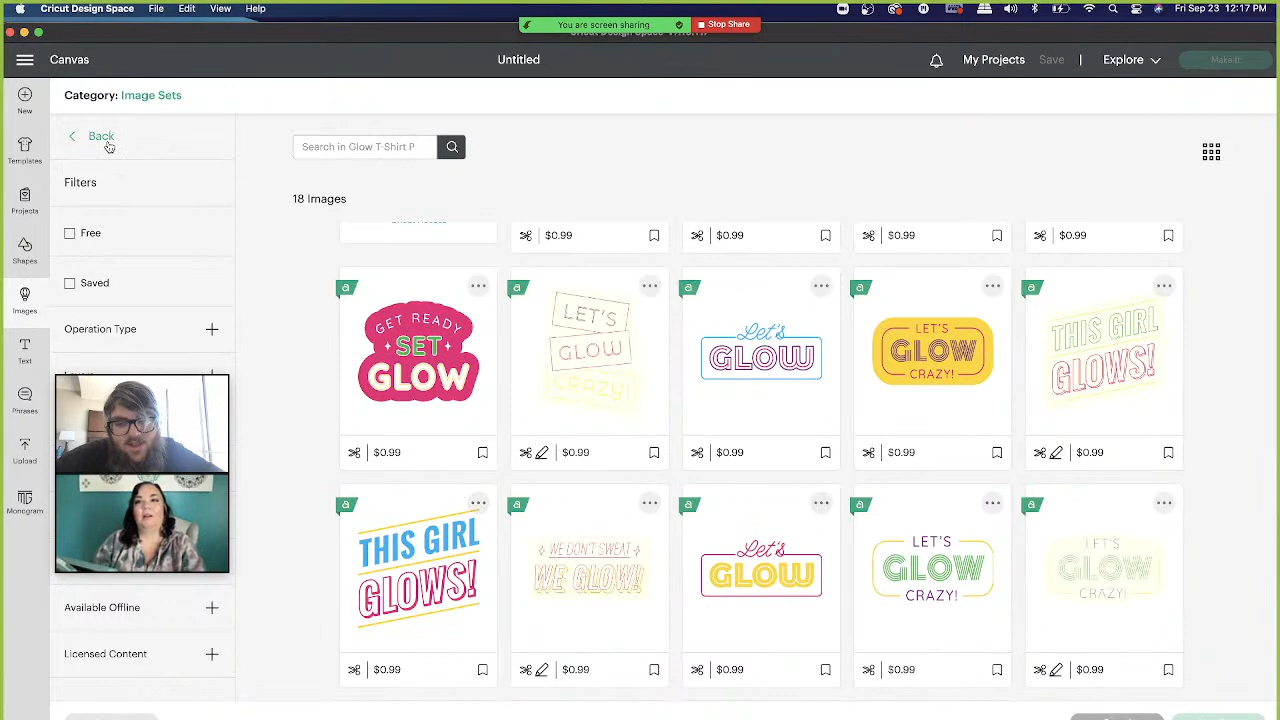 Cricut Design Space File Edit View Help
Fri Sep 23 12:17 PM
You are screen sharing Stop Share
Canvas
Untitled
My Projects Save | Explore Make It
Category: Image Sets
New
Templates
Projects
Shapes
Images
Text
Phrases
Upload
Monogram
Back
Filters
Free
Saved
Operation Type
Available Offline
Licensed Content
Search in Glow T-Shirt P
18 Images
$0.99
$0.99
$0.99
$0.99
GET READY
SET
GLOW
LET'S
GLOW
CRAZY!
Let's
GLOW
LET'S
GLOW
CRAZY!
THIS GIRL
GLOWS!
$0.99
$0.99
$0.99
$0.99
$0.99
THIS GIRL
GLOWS!
WE DON'T SWEAT
WE GLOW!
Let's
GLOW
LET'S
GLOW
CRAZY!
LET'S
GLOW
CRAZY!
$0.99
$0.99
$0.99
$0.99
$0.99